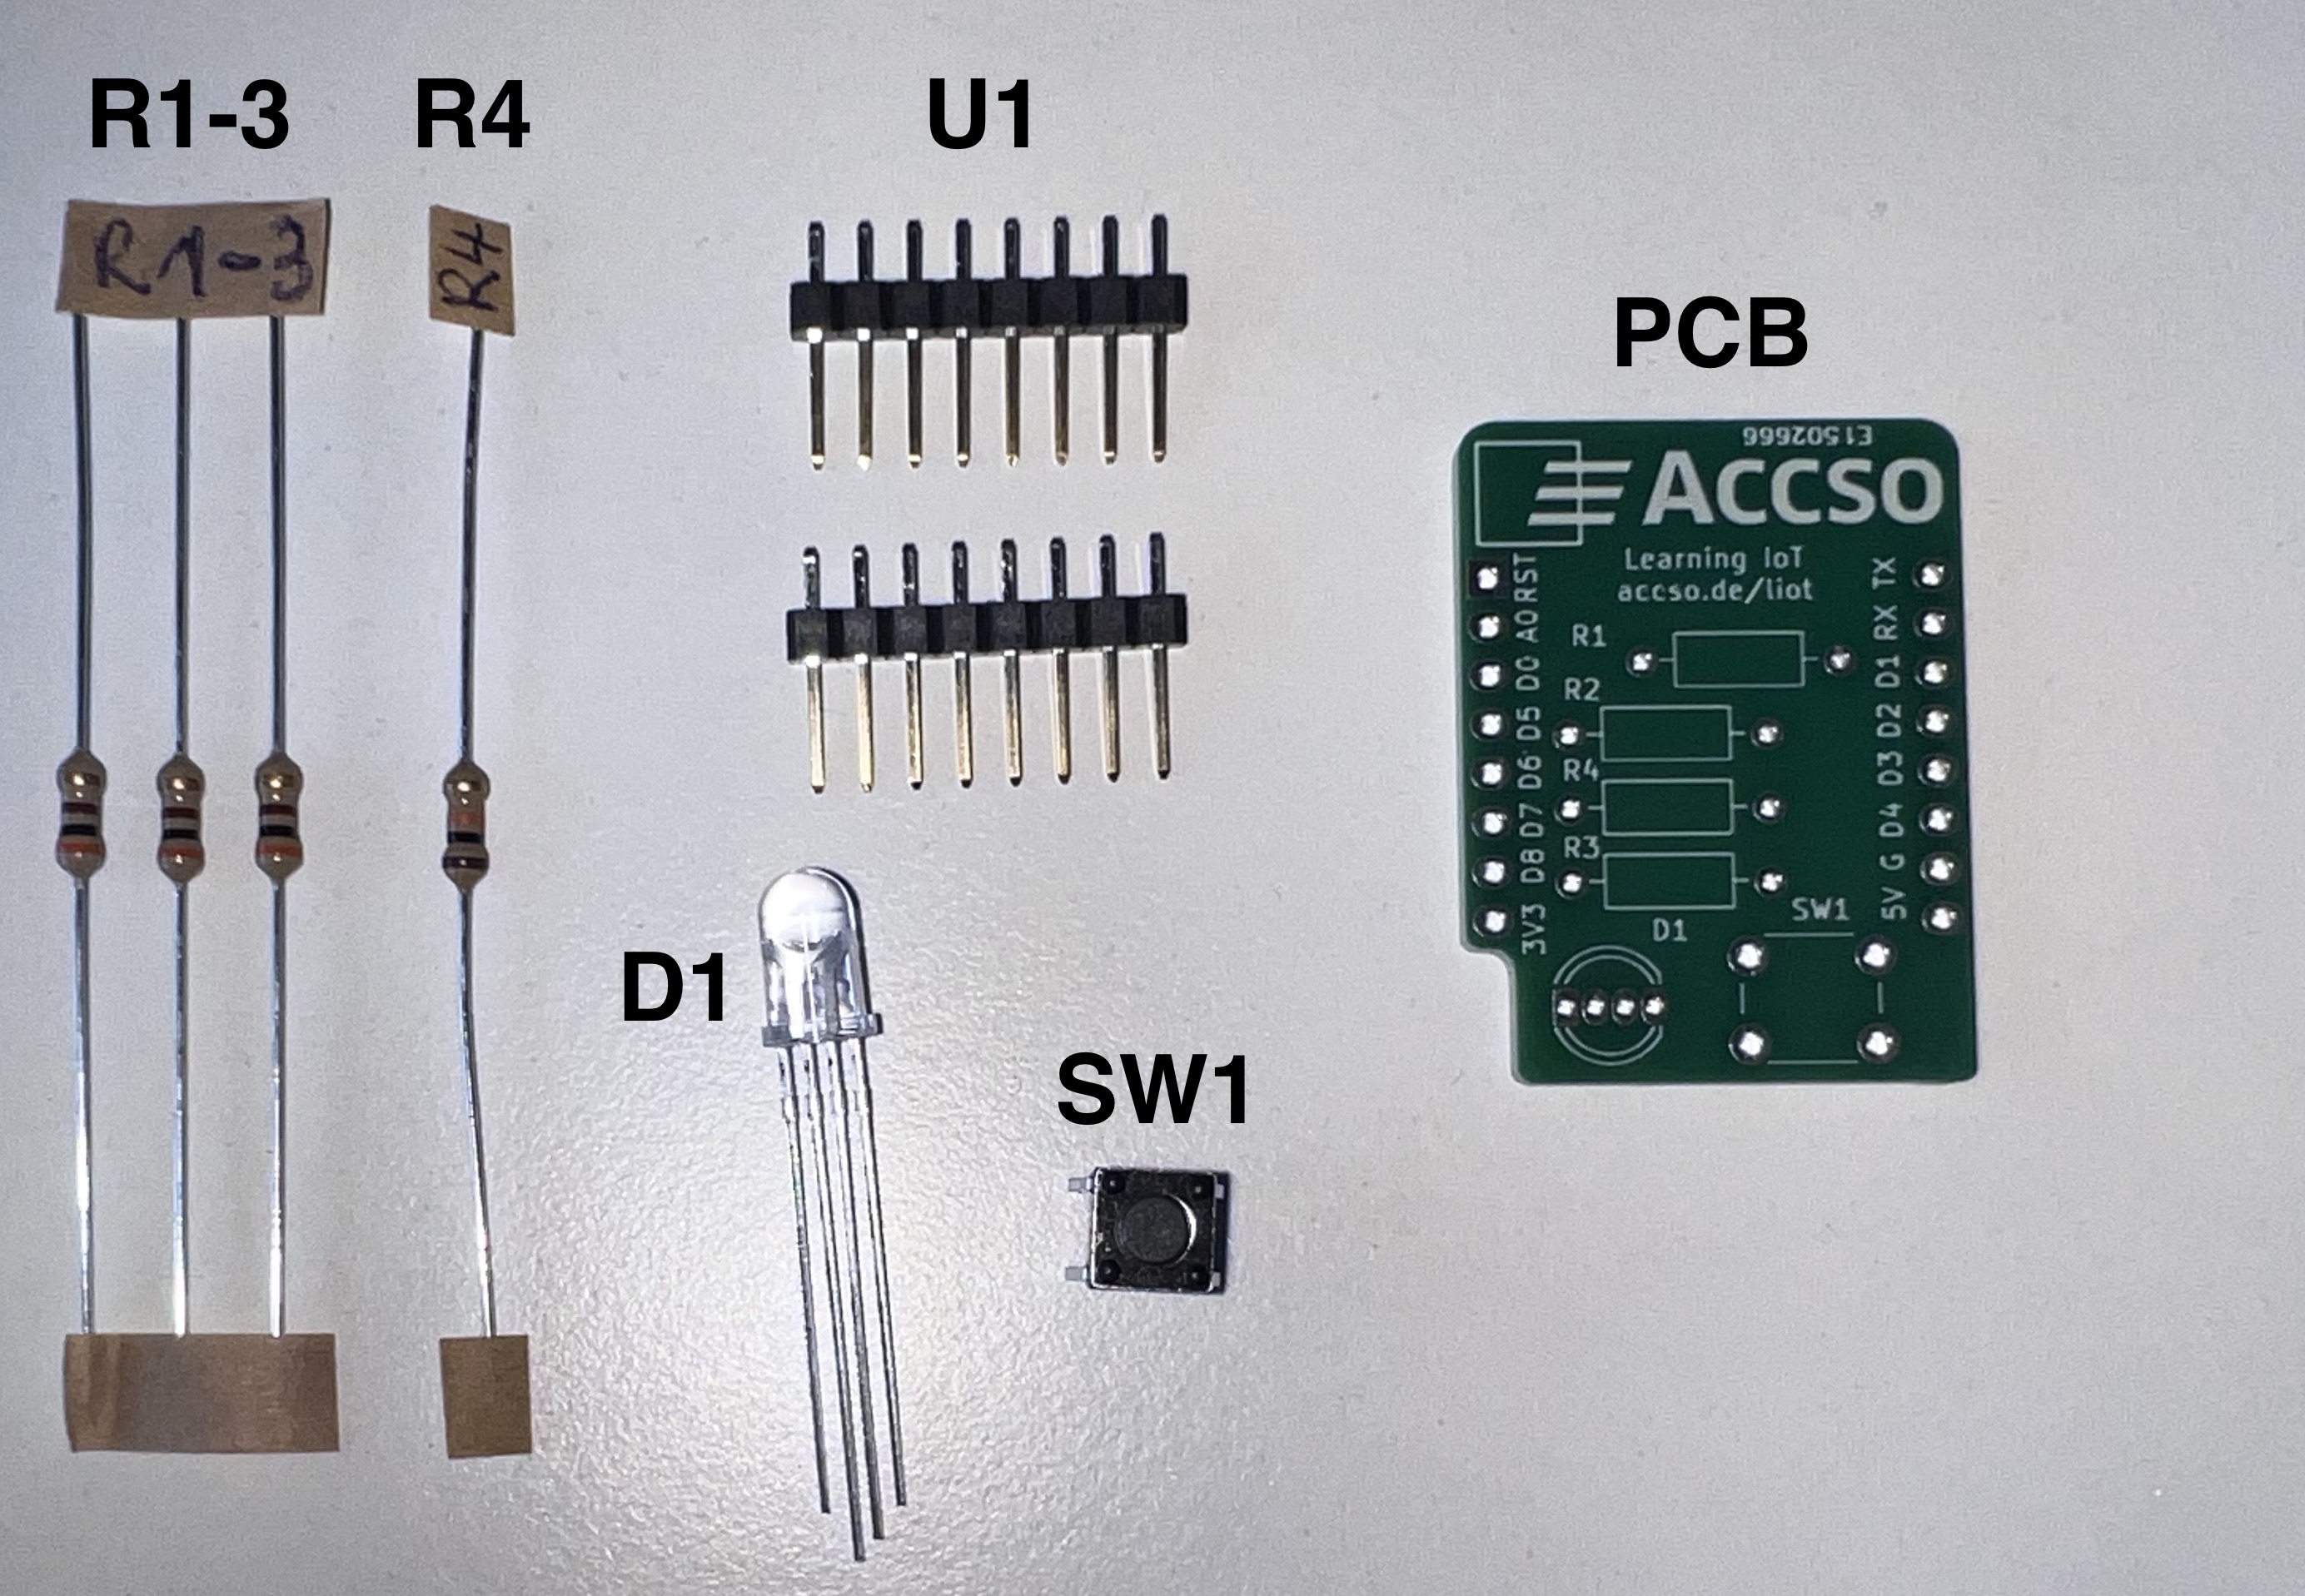 R1-3
R4
U1
R1-3
R4
PCB
E1502666
ACCSO
Learning IoT
accso.de/liot
RST
A0
D0
D5
D6
D7
D8
3V3
TX
RX
D1
D2
D3
D4
G
5V
R1
R2
R4
R3
D1
SW1
D1
SW1